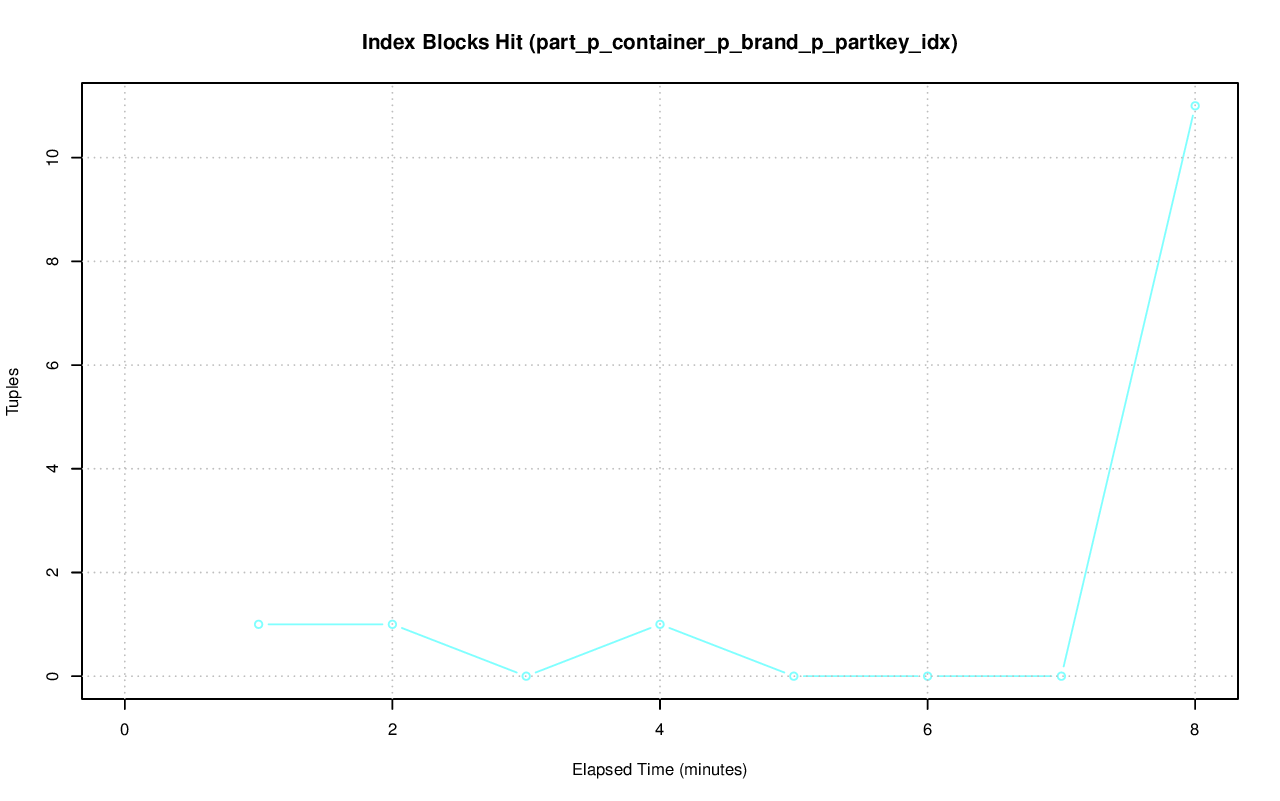 Index Blocks Hit (part_p_container_p_brand_p_partkey_idx)
10
8
6
4
2
0
Tuples
0 2 4 6 8
Elapsed Time (minutes)